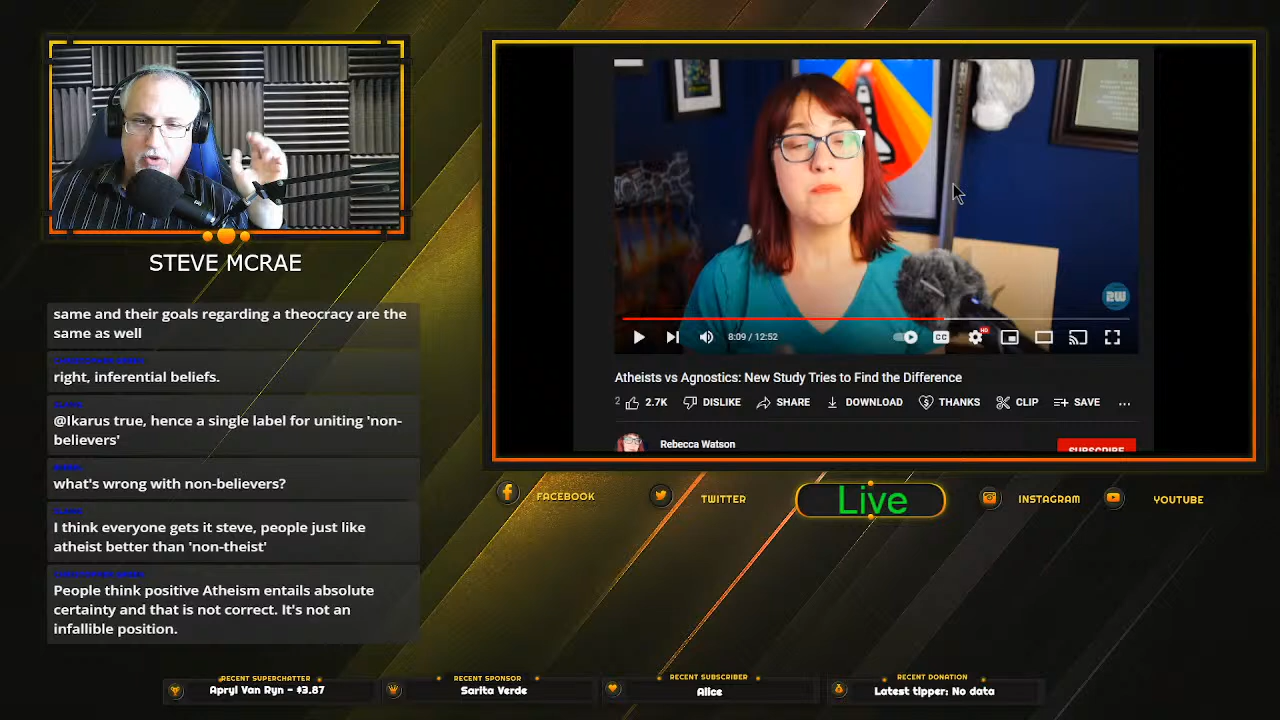 STEVE MCRAE
same and their goals regarding a theocracy are the
same as well
right, inferential beliefs.
@Ikarus true, hence a single label for uniting 'non-
believers'
what's wrong with non-believers?
I think everyone gets it steve, people just like
atheist better than 'non-theist'
People think positive Atheism entails absolute
certainty and that is not correct. It's not an
infallible position.
8:09 / 12:52
CC
HD
Atheists vs Agnostics: New Study Tries to Find the Difference
2.7K
DISLIKE
SHARE
DOWNLOAD
THANKS
CLIP
SAVE
Rebecca Watson
SUBSCRIBE
FACEBOOK
TWITTER
Live
INSTAGRAM
YOUTUBE
RECENT SUPERCHATTER
Apryl Van Ryn - $3.87
RECENT SPONSOR
Sarita Verde
RECENT SUBSCRIBER
Alice
RECENT DONATION
Latest tipper: No data